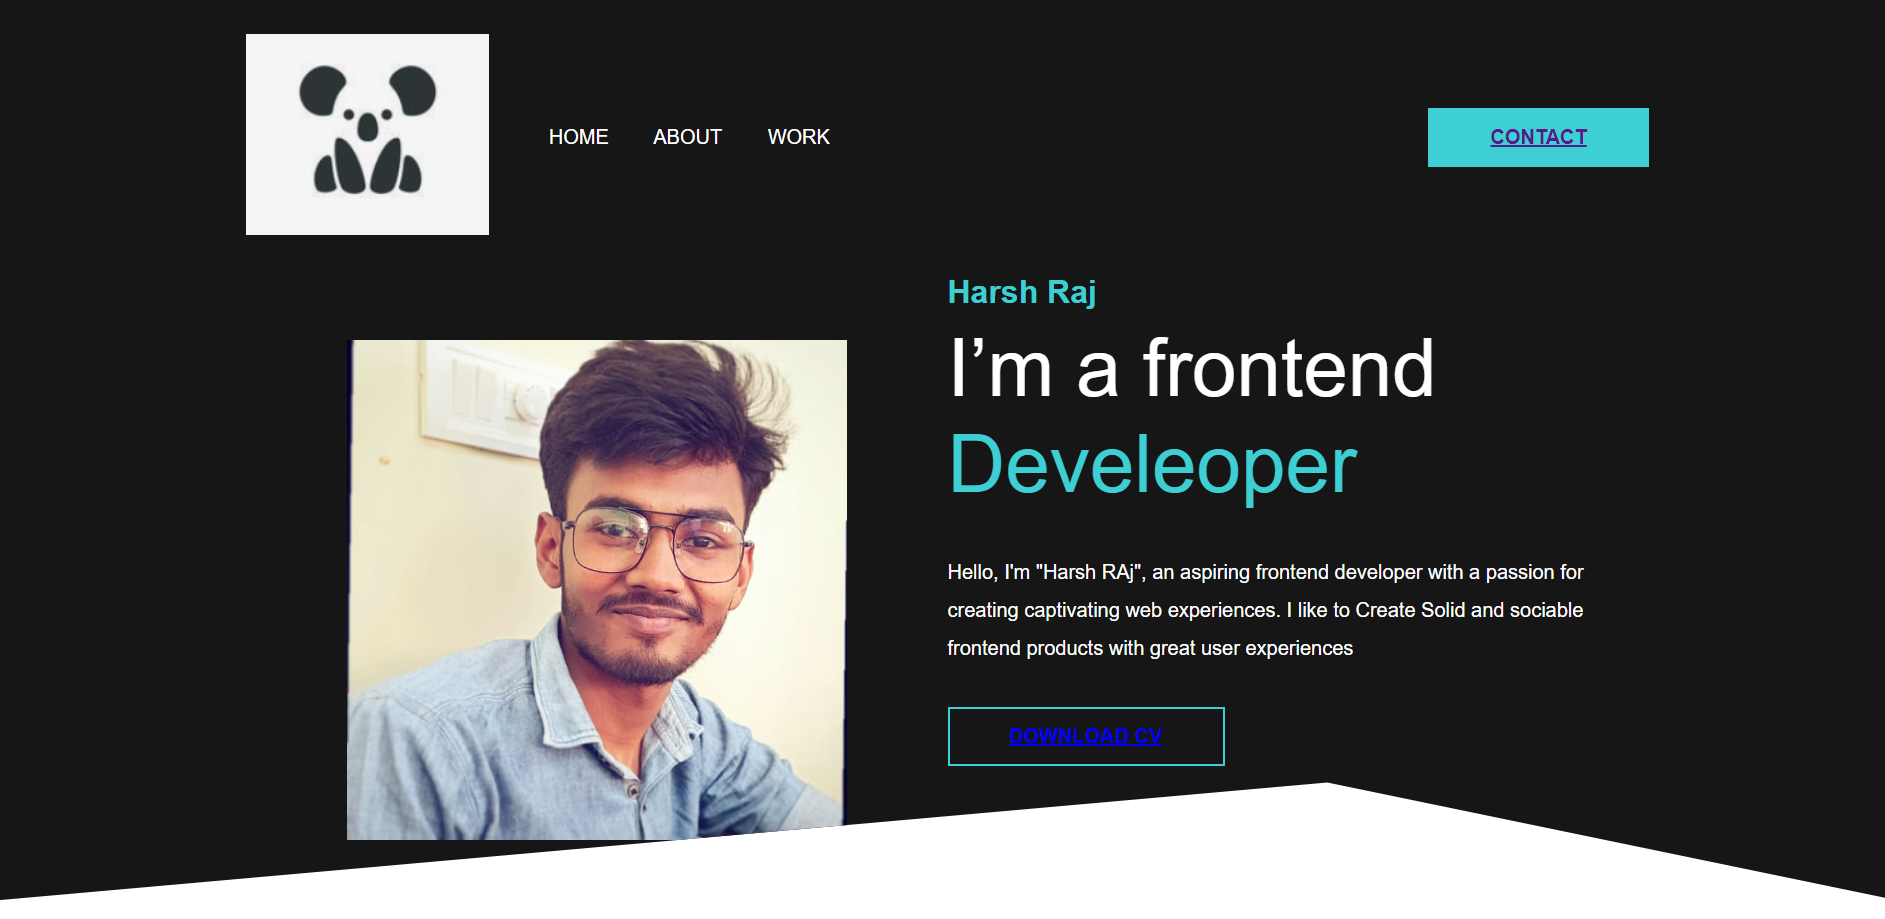 HOME ABOUT WORK CONTACT
Harsh Raj
I’m a frontend
Develeoper
Hello, I'm "Harsh RAj", an aspiring frontend developer with a passion for
creating captivating web experiences. I like to Create Solid and sociable
frontend products with great user experiences
DOWNLOAD CV